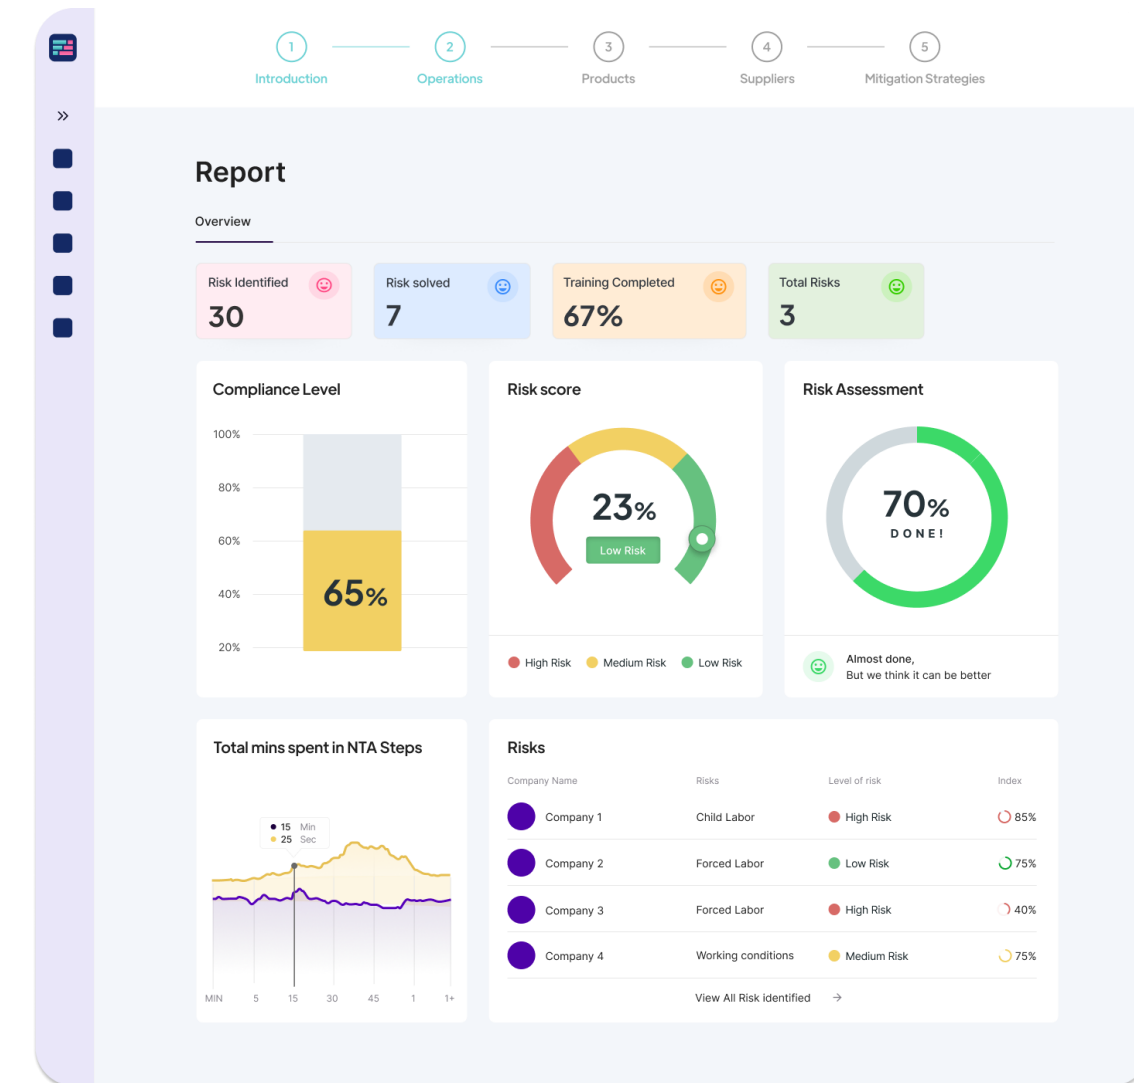 1
2
3
4
5
Introduction
Operations
Products
Suppliers
Mitigation Strategies
Report
Overview
Risk Identified
30
Risk solved
7
Training Completed
67%
Total Risks
3
Compliance Level
100%
80%
60%
40%
20%
65%
Risk score
23%
Low Risk
High Risk
Medium Risk
Low Risk
Risk Assessment
70%
DONE!
Almost done,
But we think it can be better
Total mins spent in NTA Steps
15 Min
25 Sec
MIN 5 15 30 45 1 1+
Risks
Company Name Risks Level of risk Index
Company 1 Child Labor High Risk 85%
Company 2 Forced Labor Low Risk 75%
Company 3 Forced Labor High Risk 40%
Company 4 Working conditions Medium Risk 75%
View All Risk identified →